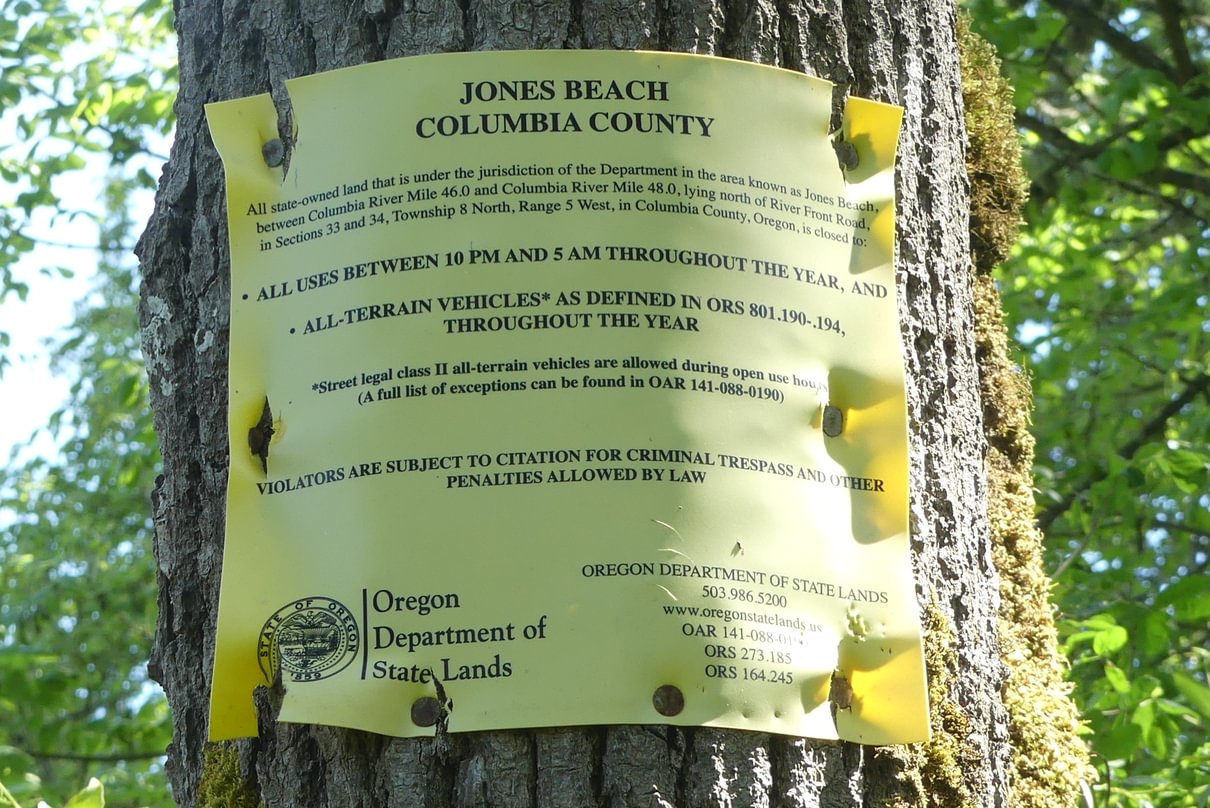 JONES BEACH
COLUMBIA COUNTY
All state-owned land that is under the jurisdiction of the Department in the area known as Jones Beach,
between Columbia River Mile 46.0 and Columbia River Mile 48.0, lying north of River Front Road,
in Sections 33 and 34, Township 8 North, Range 5 West, in Columbia County, Oregon, is closed to:
• ALL USES BETWEEN 10 PM AND 5 AM THROUGHOUT THE YEAR, AND
• ALL-TERRAIN VEHICLES* AS DEFINED IN ORS 801.190-.194,
THROUGHOUT THE YEAR
*Street legal class II all-terrain vehicles are allowed during open use
(A full list of exceptions can be found in OAR 141-088-0190)
VIOLATORS ARE SUBJECT TO CITATION FOR CRIMINAL TRESPASS AND OTHER
PENALTIES ALLOWED BY LAW
STATE OF OREGON
1859
Oregon
Department of
State Lands
OREGON DEPARTMENT OF STATE LANDS
503.986.5200
www.oregonstatelands.us
OAR
ORS 273.185
ORS 164.245